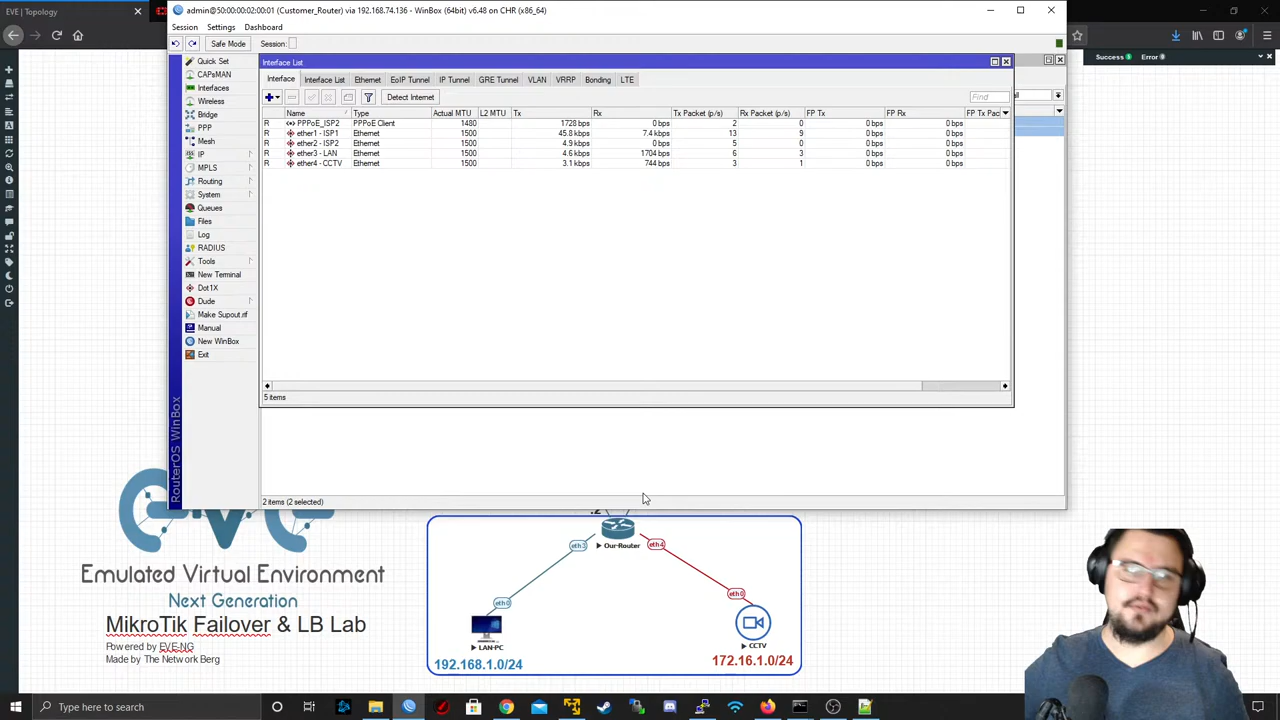 EVE | Topology
admin@50:00:00:02:00:01 (Customer_Router) via 192.168.74.136 - WinBox (64bit) v6.48 on CHR (x86_64)
Session Settings Dashboard
Safe Mode Session:
Success Error
Interface List
Quick Set
CAPsMAN
Interfaces
Wireless
Bridge
PPP
Mesh
IP
MPLS
Routing
System
Queues
Files
Log
RADIUS
Tools
New Terminal
Dot1X
Dude
Make Supout.rif
Manual
New WinBox
Exit
RouterOS WinBox
Interface Interface List Ethernet EoIP Tunnel IP Tunnel GRE Tunnel VLAN VRRP Bonding LTE
Detect Internet Find
Name Type Actual MTU L2 MTU Tx Rx Tx Packet (p/s) Rx Packet (p/s) FP Tx FP Rx FP Tx Pac
R PPPoE_ISP2 PPPoE Client 1480 1728 bps 0 bps 2 0 0 bps 0 bps
R ether1 - ISP1 Ethernet 1500 45.8 kbps 7.4 kbps 13 9 0 bps 0 bps
R ether2 - ISP2 Ethernet 1500 4.9 kbps 0 bps 5 0 0 bps 0 bps
R ether3 - LAN Ethernet 1500 4.6 kbps 1704 bps 6 3 0 bps 0 bps
R ether4 - CCTV Ethernet 1500 3.1 kbps 744 bps 3 1 0 bps 0 bps
5 items
2 items (2 selected)
.2
Our-Router
eth3
eth4
eth0
eth0
LAN-PC
CCTV
192.168.1.0/24
172.16.1.0/24
eve
Emulated Virtual Environment
Next Generation
MikroTik Failover & LB Lab
Powered by EVE-NG
Made by The Network Berg
Type here to search